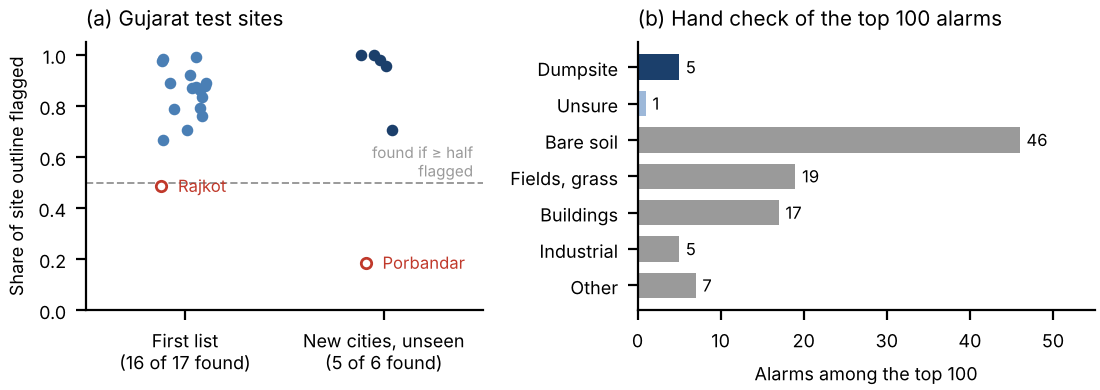 (a) Gujarat test sites
Share of site outline flagged
1.0
0.8
0.6
0.4
0.2
0.0
found if ≥ half
flagged
Rajkot
Porbandar
First list
(16 of 17 found)
New cities, unseen
(5 of 6 found)
(b) Hand check of the top 100 alarms
Dumpsite 5
Unsure 1
Bare soil 46
Fields, grass 19
Buildings 17
Industrial 5
Other 7
0 10 20 30 40 50
Alarms among the top 100